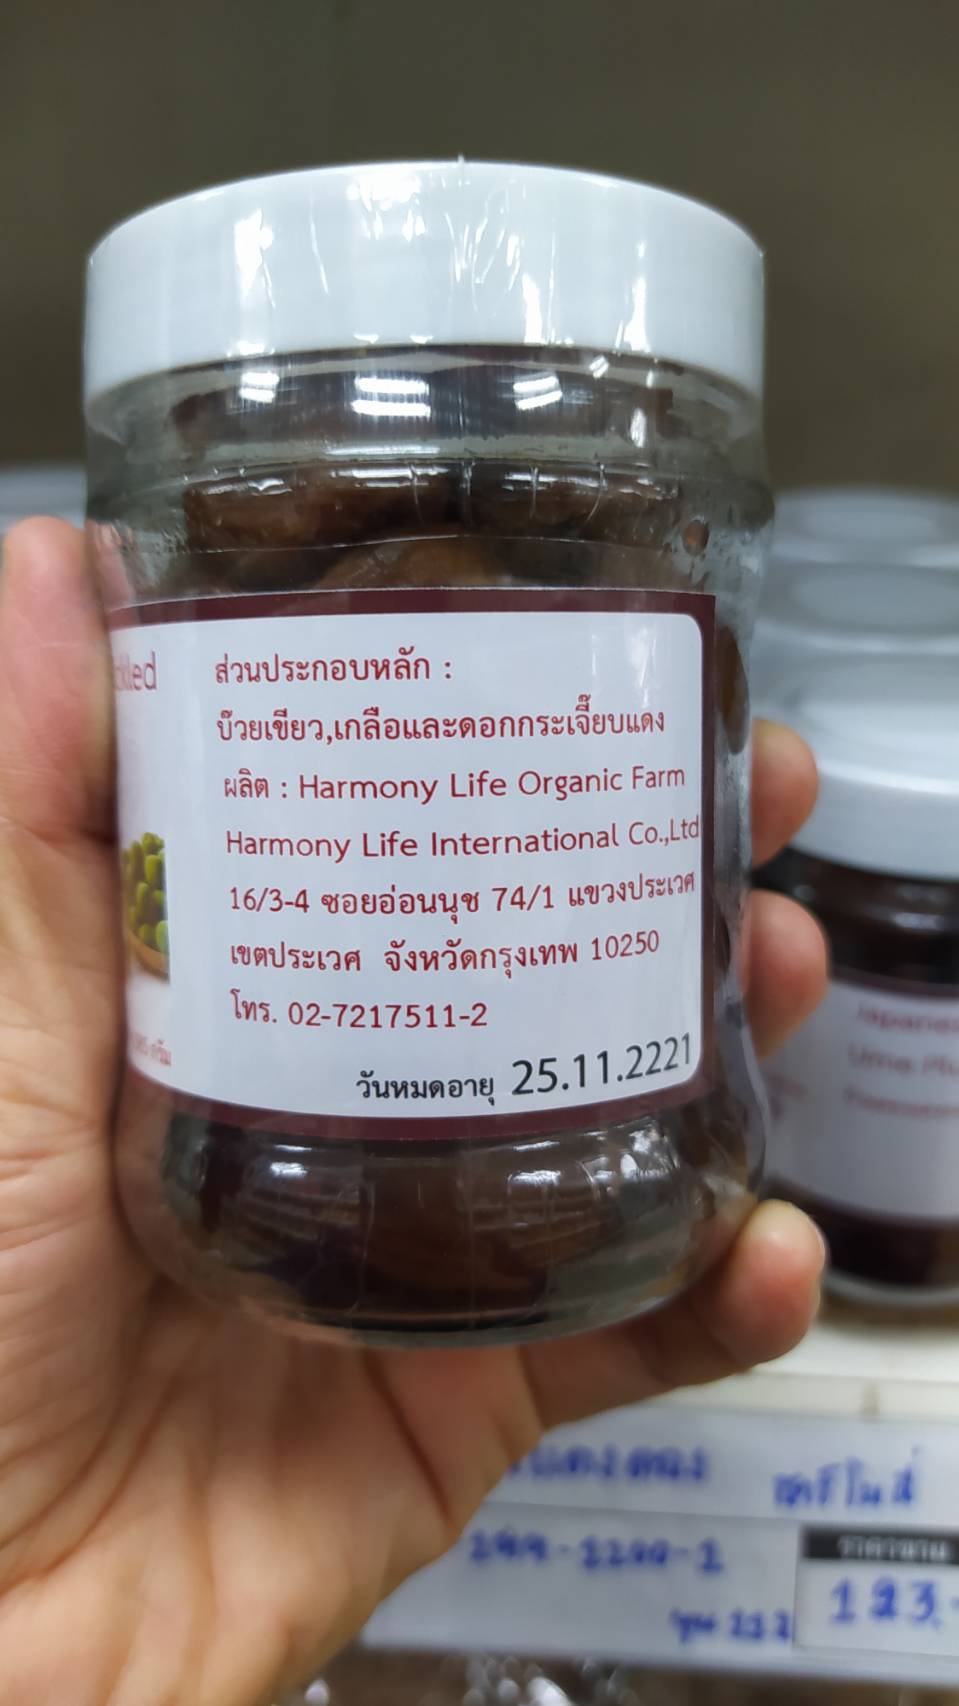 ส่วนประกอบหลัก :
บ๊วยเขียว,เกลือและดอกกระเจี๊ยบแดง
ผลิต : Harmony Life Organic Farm
Harmony Life International Co.,Ltd
16/3-4 ซอยอ่อนนุช 74/1 แขวงประเวศ
เขตประเวศ จังหวัดกรุงเทพ 10250
โทร. 02-7217511-2
วันหมดอายุ 25.11.2221
กรัม
123.-